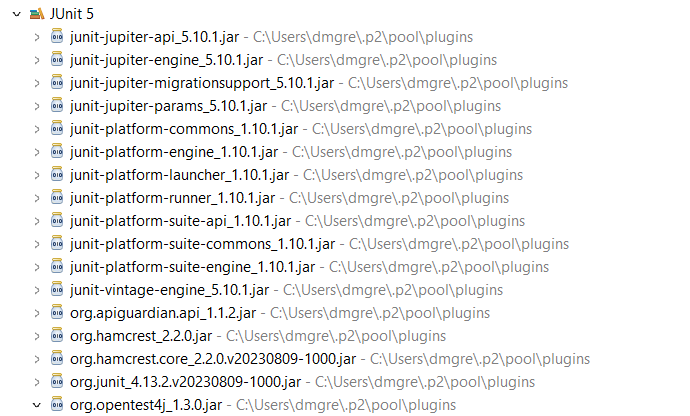 JUnit 5
junit-jupiter-api_5.10.1.jar - C:\Users\dmgre\.p2\pool\plugins
junit-jupiter-engine_5.10.1.jar - C:\Users\dmgre\.p2\pool\plugins
junit-jupiter-migrationsupport_5.10.1.jar - C:\Users\dmgre\.p2\pool\plugins
junit-jupiter-params_5.10.1.jar - C:\Users\dmgre\.p2\pool\plugins
junit-platform-commons_1.10.1.jar - C:\Users\dmgre\.p2\pool\plugins
junit-platform-engine_1.10.1.jar - C:\Users\dmgre\.p2\pool\plugins
junit-platform-launcher_1.10.1.jar - C:\Users\dmgre\.p2\pool\plugins
junit-platform-runner_1.10.1.jar - C:\Users\dmgre\.p2\pool\plugins
junit-platform-suite-api_1.10.1.jar - C:\Users\dmgre\.p2\pool\plugins
junit-platform-suite-commons_1.10.1.jar - C:\Users\dmgre\.p2\pool\plugins
junit-platform-suite-engine_1.10.1.jar - C:\Users\dmgre\.p2\pool\plugins
junit-vintage-engine_5.10.1.jar - C:\Users\dmgre\.p2\pool\plugins
org.apiguardian.api_1.1.2.jar - C:\Users\dmgre\.p2\pool\plugins
org.hamcrest_2.2.0.jar - C:\Users\dmgre\.p2\pool\plugins
org.hamcrest.core_2.2.0.v20230809-1000.jar - C:\Users\dmgre\.p2\pool\plugins
org.junit_4.13.2.v20230809-1000.jar - C:\Users\dmgre\.p2\pool\plugins
org.opentest4j_1.3.0.jar - C:\Users\dmgre\.p2\pool\plugins